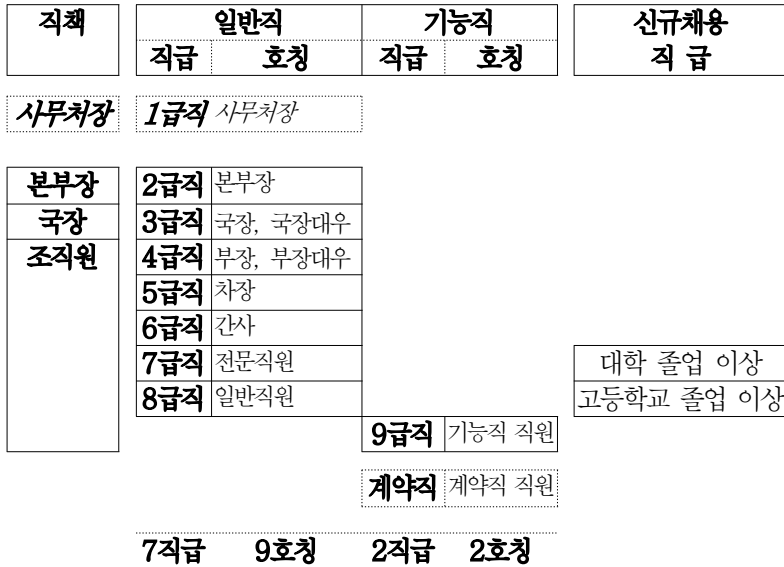 직책 일반직 기능직 신규채용
직급 호칭 직급 호칭 직 급
사무처장 1급직 사무처장
본부장 2급직 본부장
국장 3급직 국장, 국장대우
조직원 4급직 부장, 부장대우
5급직 차장
6급직 간사
7급직 전문직원 대학 졸업 이상
8급직 일반직원 고등학교 졸업 이상
9급직 기능직 직원
계약직 계약직 직원
7직급 9호칭 2직급 2호칭